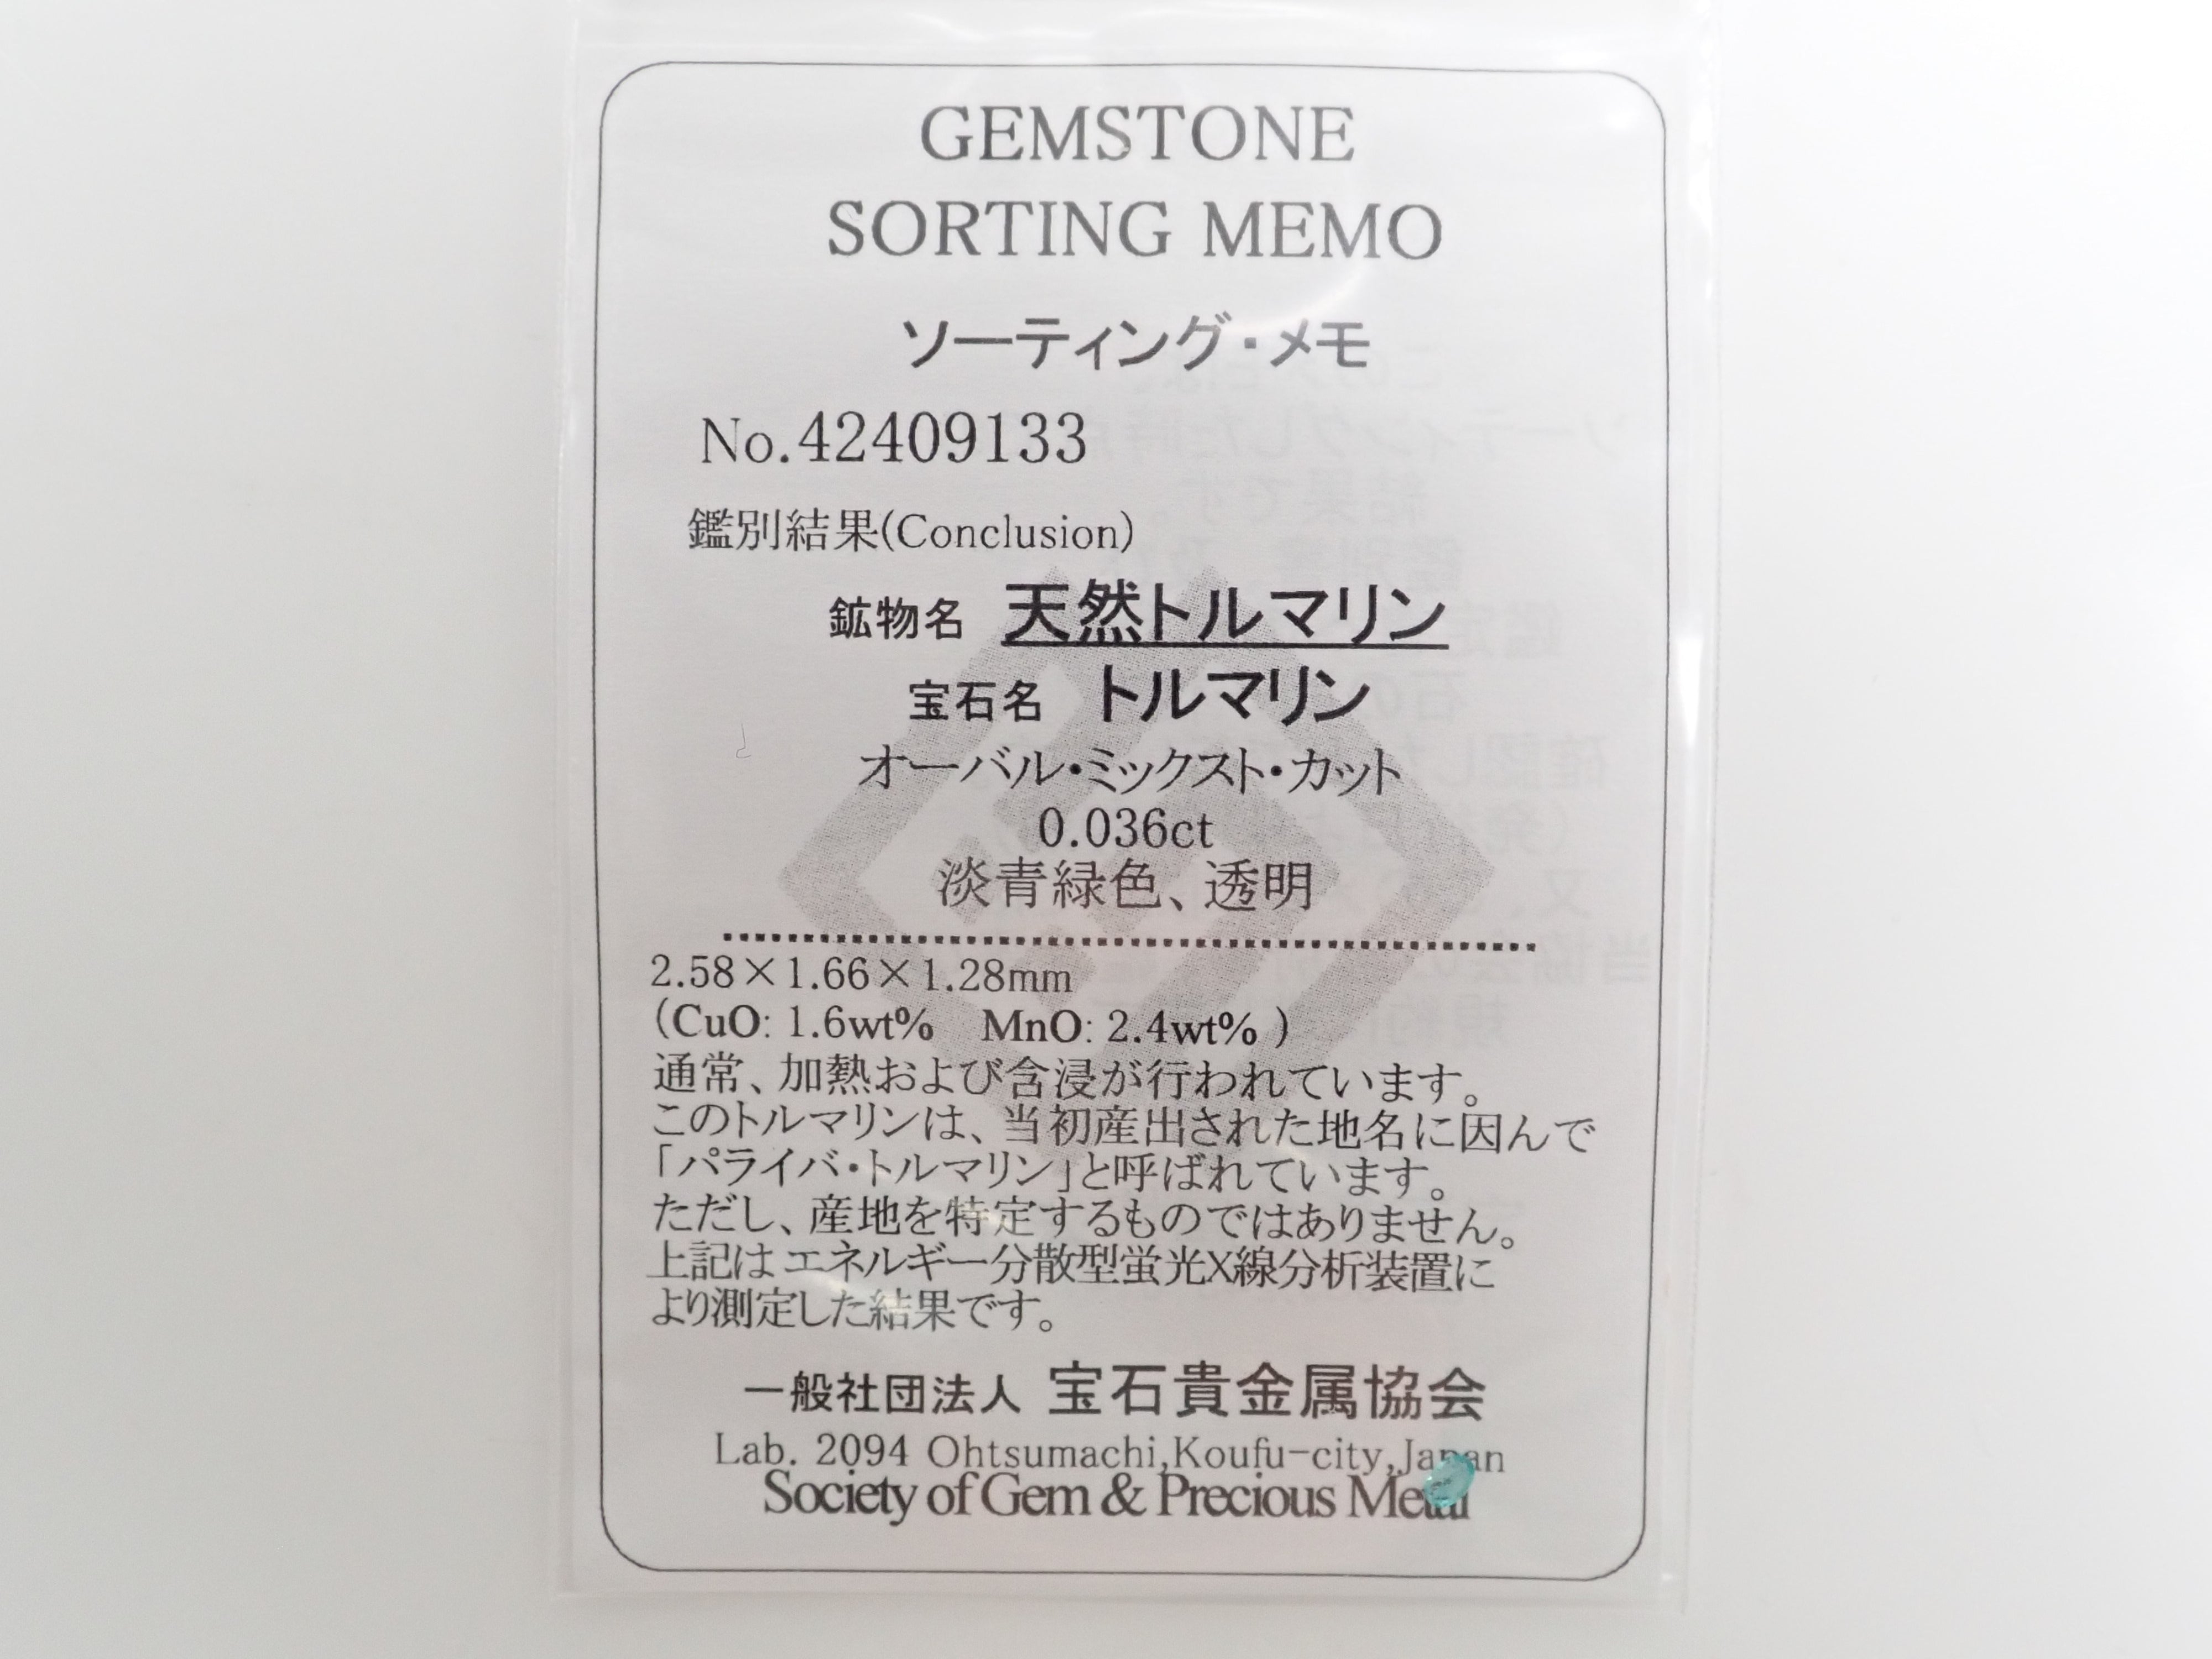 GEMSTONE
SORTING MEMO
ソーティング・メモ
No.42409133
鑑別結果(Conclusion)
鉱物名 天然トルマリン
宝石名 トルマリン
オーバル・ミックスト・カット
0.036ct
淡青緑色、透明
2.58×1.66×1.28mm
(CuO: 1.6wt% MnO: 2.4wt% )
通常、加熱および含浸が行われています。
このトルマリンは、当初産出された地名に因んで
「パライバ・トルマリン」と呼ばれています。
ただし、産地を特定するものではありません。
上記はエネルギー分散型蛍光X線分析装置に
より測定した結果です。
一般社団法人 宝石貴金属協会
Lab. 2094 Ohtsumachi,Koufu-city,Japan
Society of Gem & Precious Metal